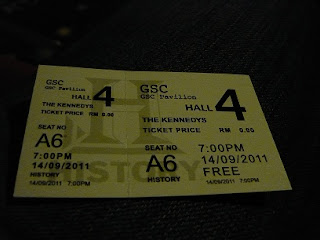 GSC
GSC Pavilion
HALL 4
THE KENNEDYS
TICKET PRICE RM 0.00
SEAT NO
A6
7:00PM
14/09/2011
HISTORY
14/09/2011 7:00PM
GSC
GSC Pavilion
HALL 4
THE KENNEDYS
TICKET PRICE RM 0.00
SEAT NO
A6
7:00PM
14/09/2011
FREE
HISTORY
14/09/2011 7:00PM
H
HISTORY